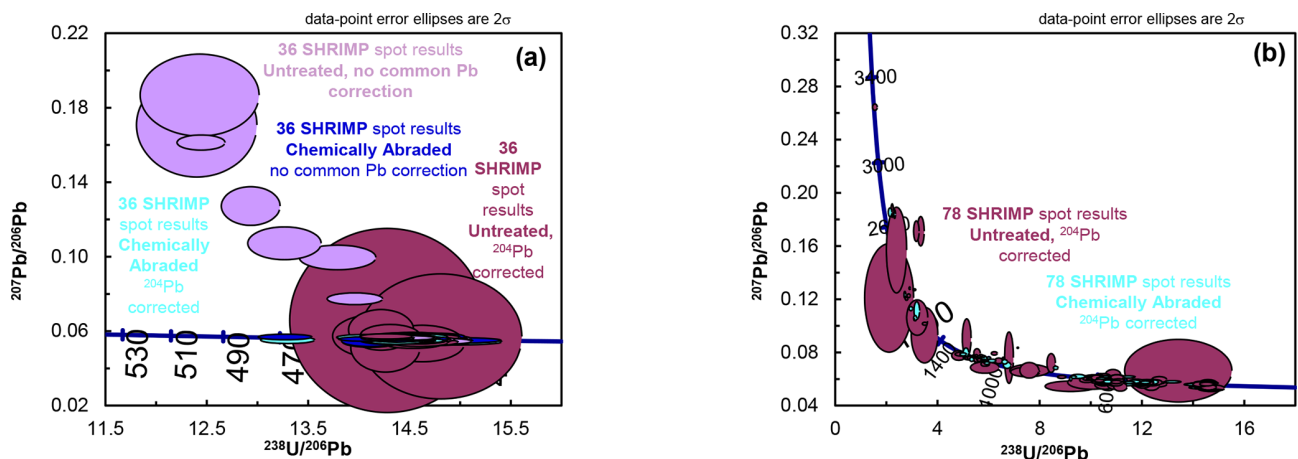 data-point error ellipses are 2σ
(a)
36 SHRIMP spot results
Untreated, no common Pb
correction
36 SHRIMP spot results
Chemically Abraded
no common Pb correction
36
SHRIMP
spot
results
Untreated,
204Pb
corrected
36 SHRIMP
spot results
Chemically
Abraded
204Pb
corrected
0.22
0.18
0.14
0.10
0.06
0.02
207Pb/206Pb
530
510
490
11.5
12.5
13.5
14.5
15.5
238U/206Pb
data-point error ellipses are 2σ
(b)
0.32
0.28
0.24
0.20
0.16
0.12
0.08
0.04
207Pb/206Pb
3400
3000
78 SHRIMP spot results
Untreated, 204Pb
corrected
78 SHRIMP spot results
Chemically Abraded
204Pb corrected
1400
1000
0
4
8
12
16
238U/206Pb